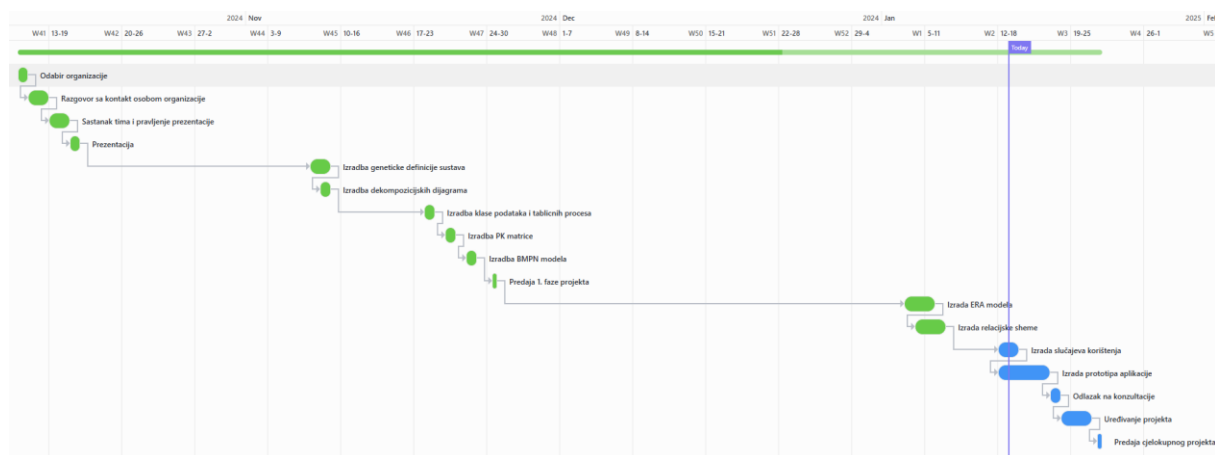 2024 Nov 2024 Dec 2024 Jan 2025 Fel
W41 13-19 W42 20-26 W43 27-2 W44 3-9 W45 10-16 W46 17-23 W47 24-30 W48 1-7 W49 8-14 W50 15-21 W51 22-28 W52 29-4 W1 5-11 W2 12-18 W3 19-25 W4 26-1 W5
Today
Odabir organizacije
Razgovor sa kontakt osobom organizacije
Sastanak tima i pravljenje prezentacije
Prezentacija
Izradba geneticke definicije sustava
Izradba dekompozicijskih dijagrama
Izradba klase podataka i tablicnih procesa
Izradba PK matrice
Izradba BMPN modela
Predaja 1. faze projekta
Izrada ERA modela
Izrada relacijske sheme
Izrada slučajeva korištenja
Izrada prototipa aplikacije
Odlazak na konzultacije
Uređivanje projekta
Predaja cjelokupnog projekta